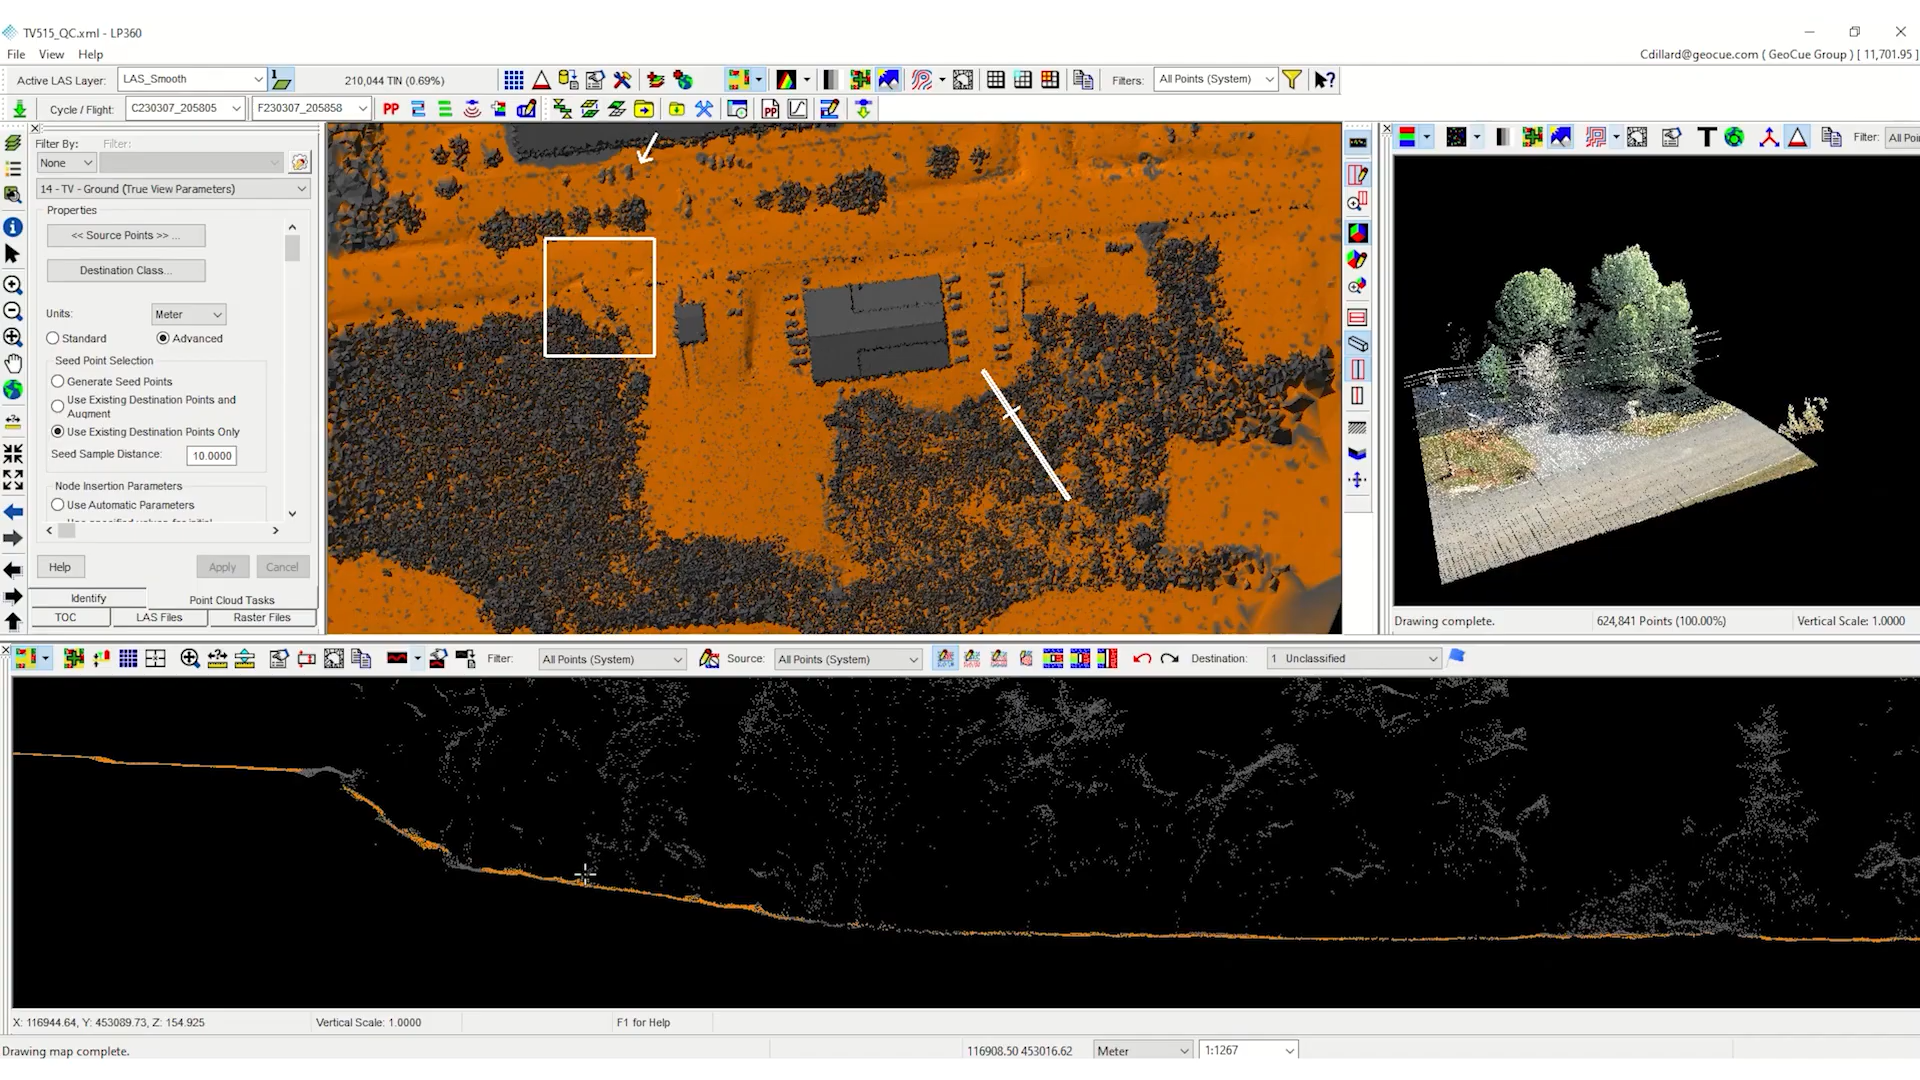 TV515_QC.xml - LP360
File View Help
Cdillard@geocue.com ( GeoCue Group ) [ 11,701.95 ]
Active LAS Layer: LAS_Smooth 210,044 TIN (0.69%) Filters: All Points (System)
Cycle / Flight: C230307_205805 F230307_205858 PP
Filter By: Filter:
None
14 - TV - Ground (True View Parameters)
Properties
<< Source Points >> ...
Destination Class...
Units: Meter
Standard Advanced
Seed Point Selection
Generate Seed Points
Use Existing Destination Points and
Augment
Use Existing Destination Points Only
Seed Sample Distance: 10.0000
Node Insertion Parameters
Use Automatic Parameters
Help Apply Cancel
Identify Point Cloud Tasks
TOC LAS Files Raster Files
Filter: All Poi
Drawing complete. 624,841 Points (100.00%) Vertical Scale: 1.0000
Filter: All Points (System) Source: All Points (System) Destination: 1 Unclassified
X: 116944.64, Y: 453089.73, Z: 154.925 Vertical Scale: 1.0000 F1 for Help
Drawing map complete. 116908.50 453016.62 Meter 1:1267